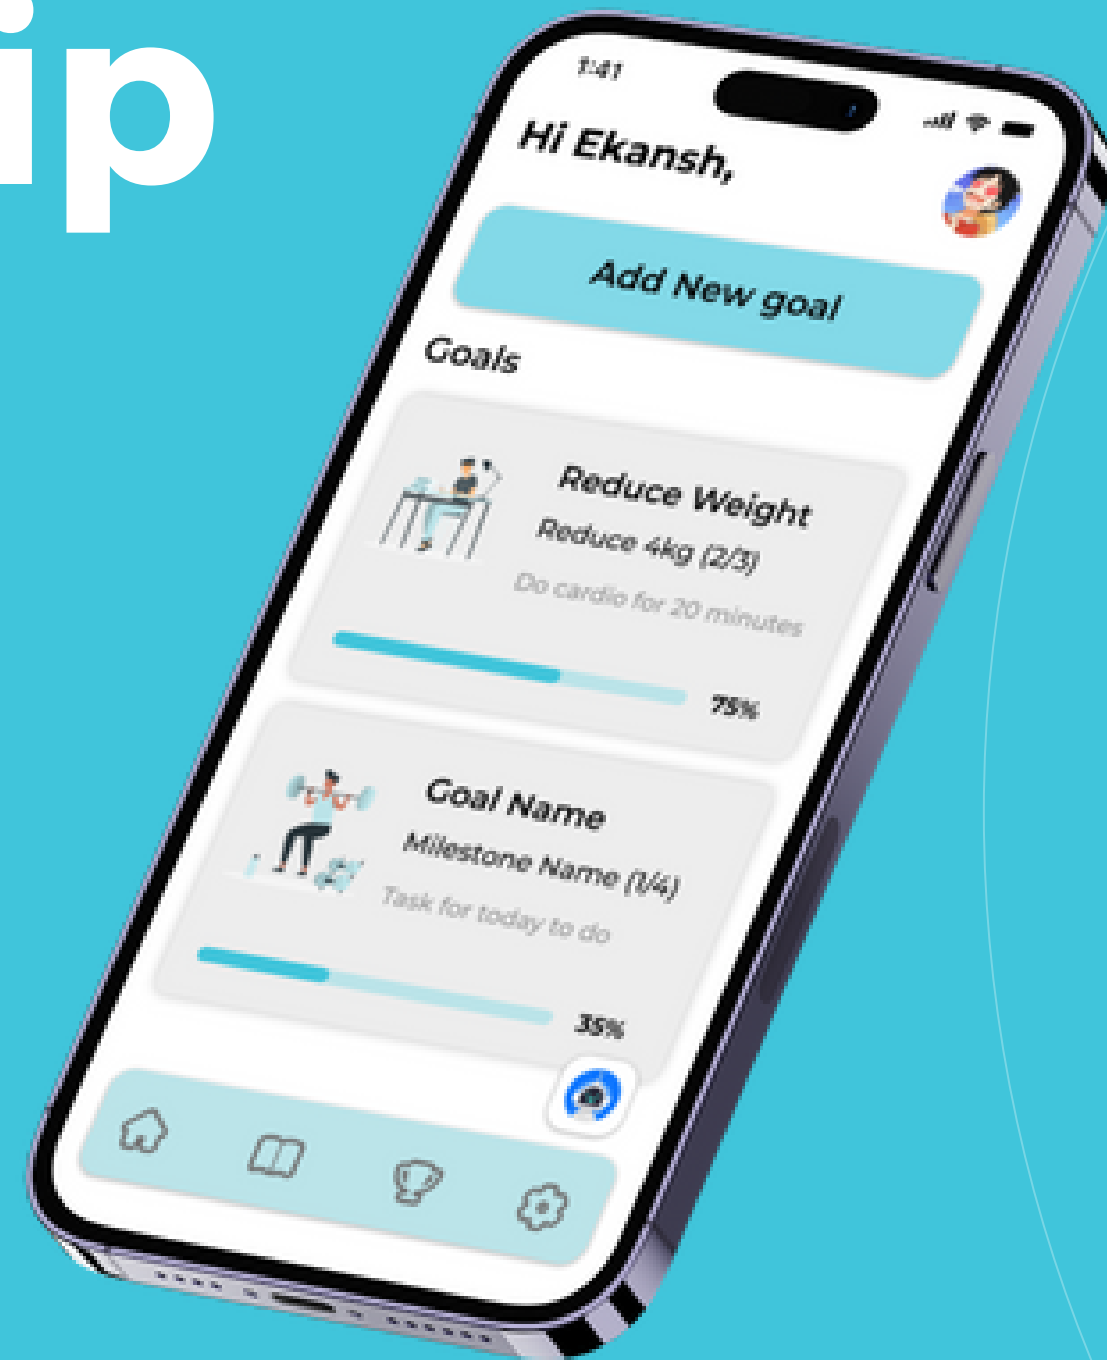 ip
1:41
Hi Ekansh,
Add New goal
Goals
Reduce Weight
Reduce 4kg (2/3)
Do cardio for 20 minutes
75%
Goal Name
Milestone Name (1/4)
Task for today to do
35%